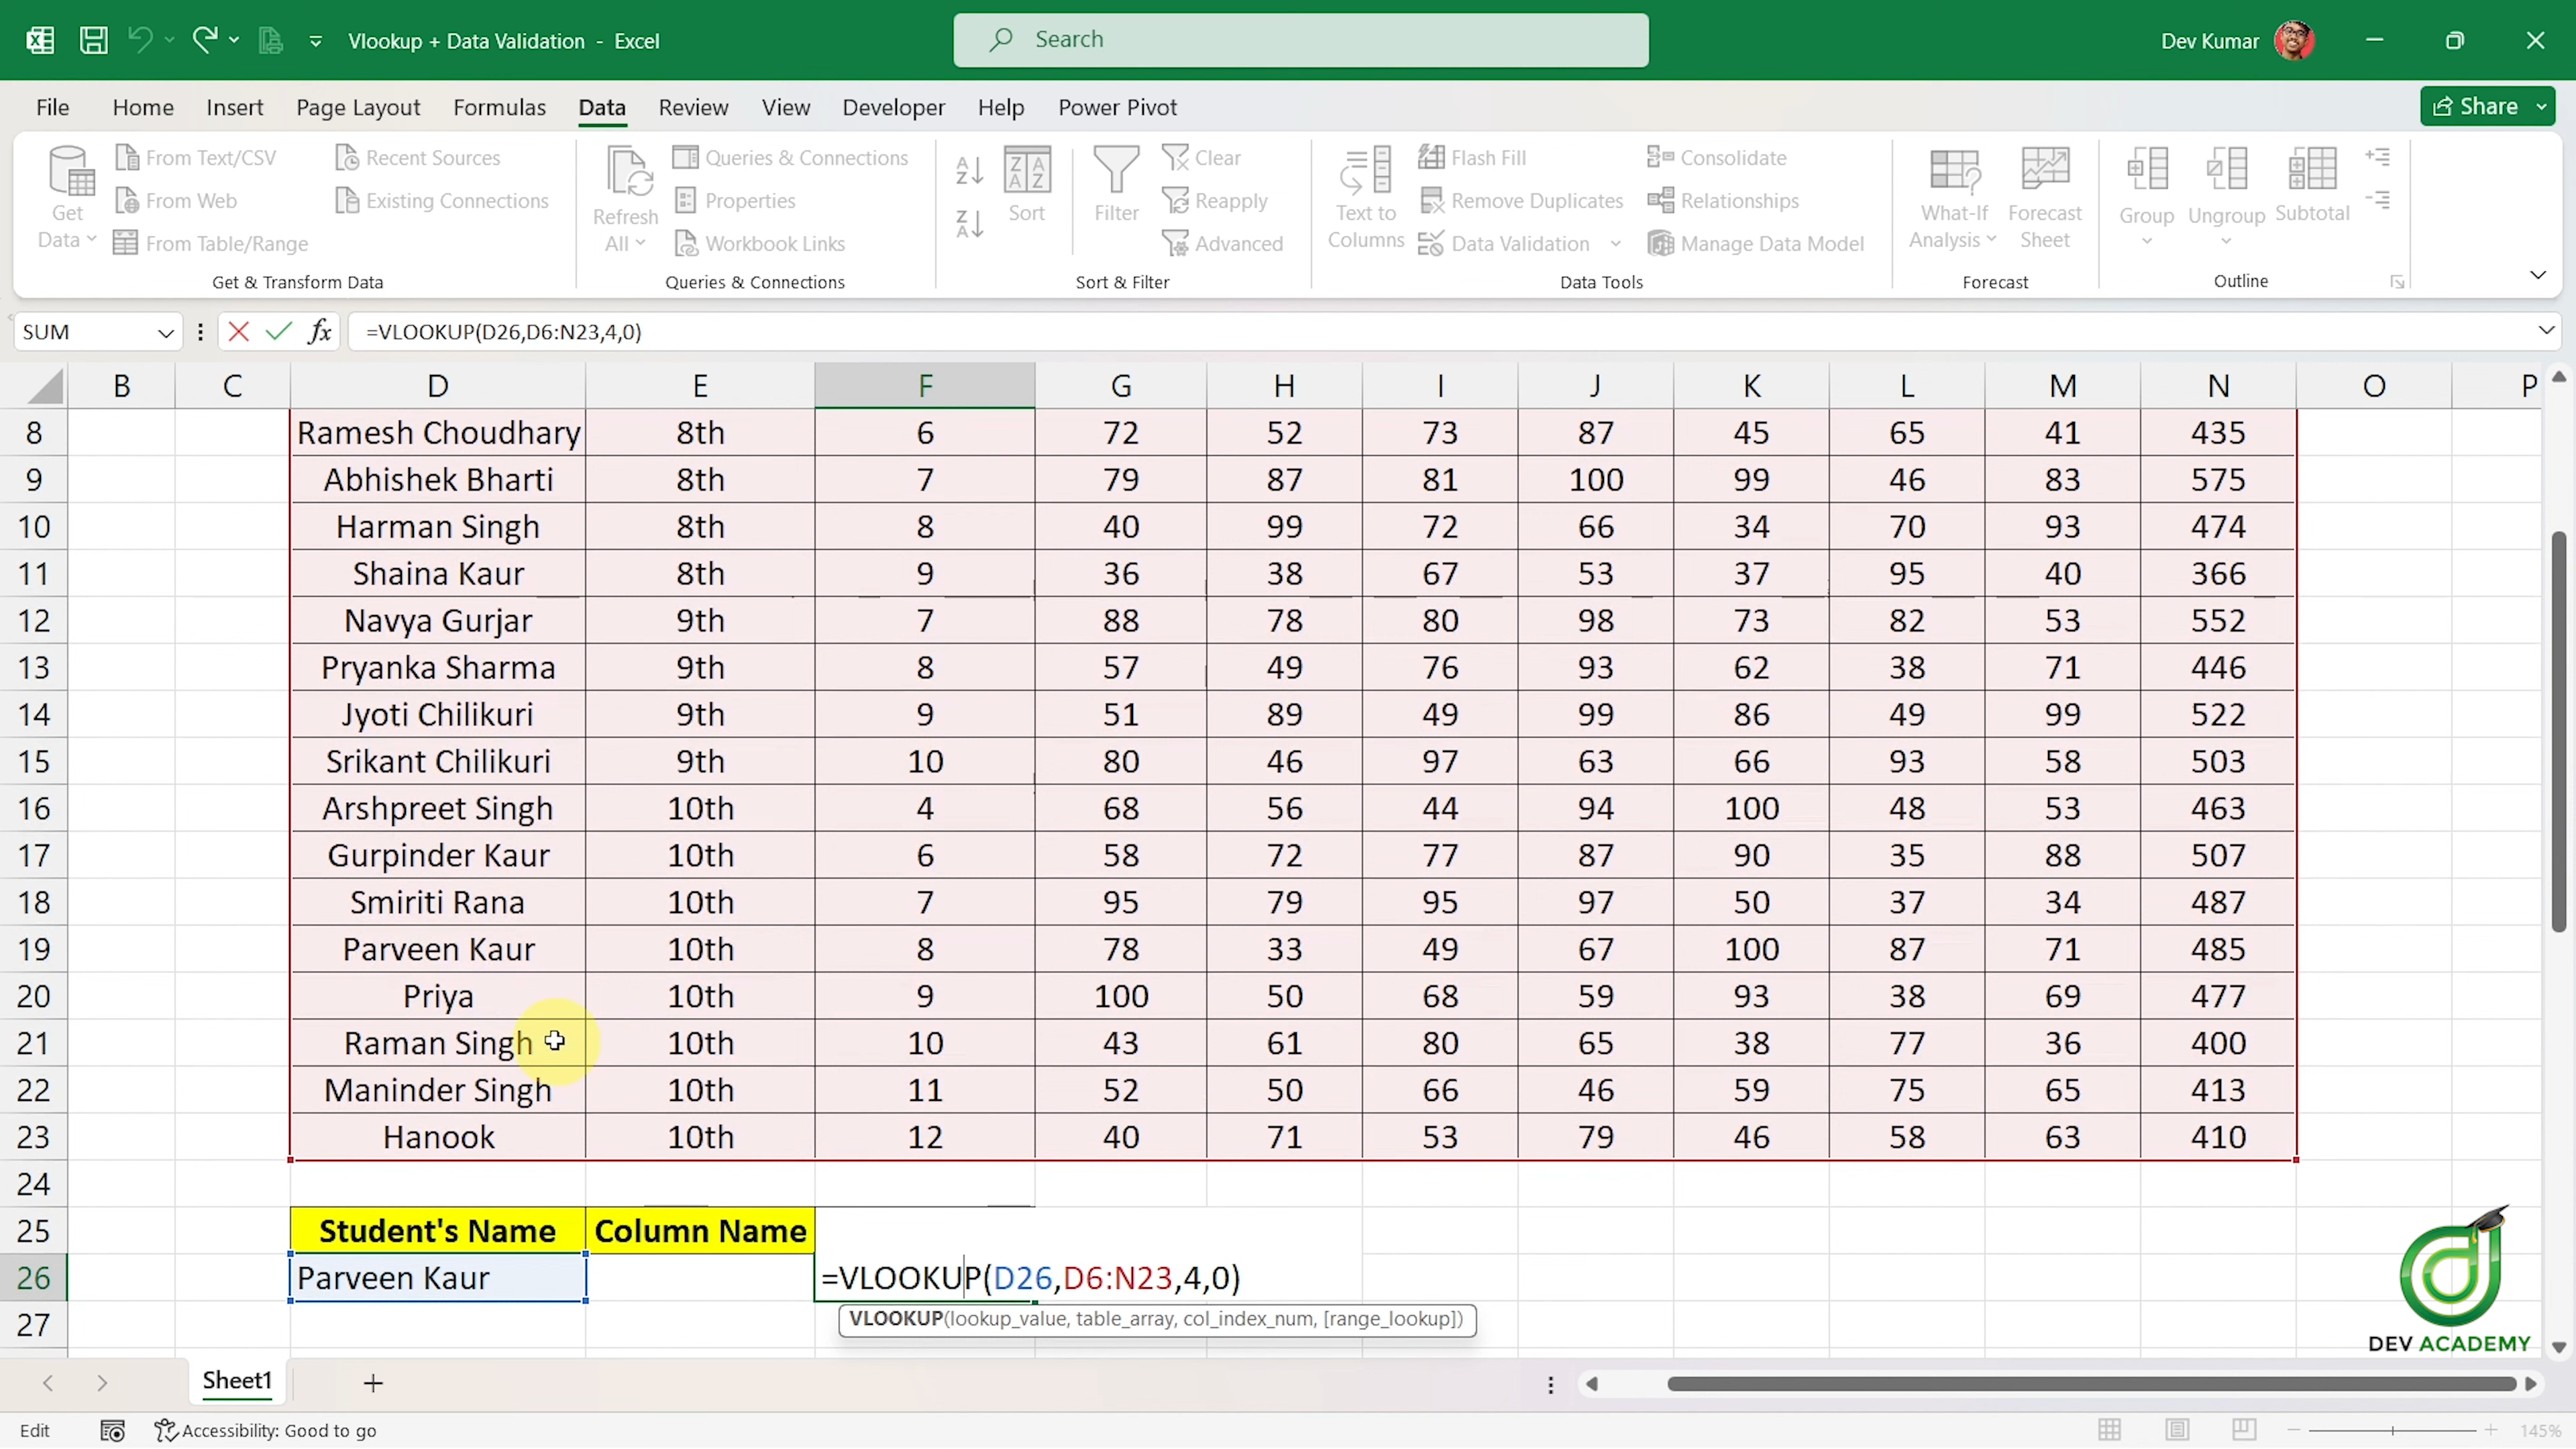 Vlookup + Data Validation - Excel
Search
Dev Kumar
File Home Insert Page Layout Formulas Data Review View Developer Help Power Pivot
Share
Get Data
From Text/CSV
From Web
From Table/Range
Recent Sources
Existing Connections
Get & Transform Data
Refresh All
Queries & Connections
Properties
Workbook Links
Queries & Connections
Sort
Filter
Clear
Reapply
Advanced
Sort & Filter
Text to Columns
Flash Fill
Remove Duplicates
Data Validation
Consolidate
Relationships
Manage Data Model
Data Tools
What-If Analysis
Forecast Sheet
Forecast
Group
Ungroup
Subtotal
Outline
SUM fx =VLOOKUP(D26,D6:N23,4,0)
B C D E F G H I J K L M N O P
8 Ramesh Choudhary 8th 6 72 52 73 87 45 65 41 435
9 Abhishek Bharti 8th 7 79 87 81 100 99 46 83 575
10 Harman Singh 8th 8 40 99 72 66 34 70 93 474
11 Shaina Kaur 8th 9 36 38 67 53 37 95 40 366
12 Navya Gurjar 9th 7 88 78 80 98 73 82 53 552
13 Pryanka Sharma 9th 8 57 49 76 93 62 38 71 446
14 Jyoti Chilikuri 9th 9 51 89 49 99 86 49 99 522
15 Srikant Chilikuri 9th 10 80 46 97 63 66 93 58 503
16 Arshpreet Singh 10th 4 68 56 44 94 100 48 53 463
17 Gurpinder Kaur 10th 6 58 72 77 87 90 35 88 507
18 Smiriti Rana 10th 7 95 79 95 97 50 37 34 487
19 Parveen Kaur 10th 8 78 33 49 67 100 87 71 485
20 Priya 10th 9 100 50 68 59 93 38 69 477
21 Raman Singh 10th 10 43 61 80 65 38 77 36 400
22 Maninder Singh 10th 11 52 50 66 46 59 75 65 413
23 Hanook 10th 12 40 71 53 79 46 58 63 410
24
25 Student's Name Column Name
26 Parveen Kaur =VLOOKUP(D26,D6:N23,4,0)
VLOOKUP(lookup_value, table_array, col_index_num, [range_lookup])
27
DEV ACADEMY
Sheet1
Edit Accessibility: Good to go 145%